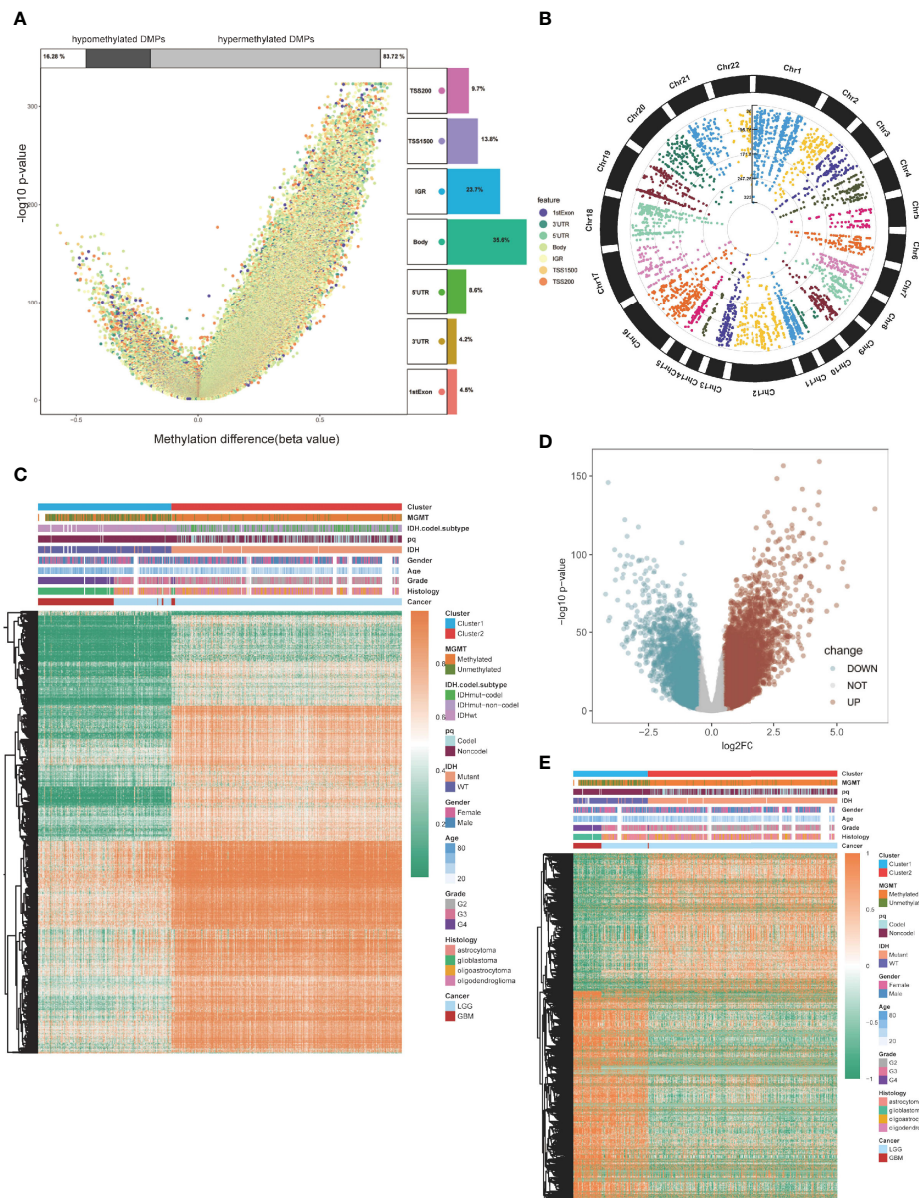 A
hypomethylated DMPs
hypermethylated DMPs
16.28 %
83.72 %
-log10 p-value
300
200
100
0
-0.5
0.0
0.5
Methylation difference(beta value)
TSS200
9.7%
TSS1500
13.8%
IGR
23.7%
Body
35.6%
5'UTR
8.6%
3'UTR
4.2%
1stExon
4.5%
feature
1stExon
3'UTR
5'UTR
Body
IGV
TSS1500
TSS200
B
Chr1
Chr2
Chr3
Chr4
Chr5
Chr6
Chr7
Chr8
Chr9
Chr10
Chr11
Chr12
Chr13
Chr14
Chr15
Chr16
Chr17
Chr18
Chr19
Chr20
Chr21
Chr22
C
Cluster
MGMT
IDH.codel.subtype
pq
IDH
Gender
Age
Grade
Histology
Cancer
0.4
0.2
Cluster
Cluster1
Cluster2
MGMT
Methylated
Unmethylated
IDH.codel.subtype
IDHmut-codel
IDHmut-non-codel
IDHwt
pq
Codel
Noncodel
IDH
Mutant
WT
Gender
Female
Male
Age
80
20
Grade
G2
G3
G4
Histology
astrocytoma
glioblastoma
oligoastrocytoma
oligodendroglioma
Cancer
LGG
GBM
D
-log10 p-value
150
100
50
0
-2.5
0.0
2.5
5.0
log2FC
change
DOWN
NOT
UP
E
Cluster
MGMT
pq
IDH
Gender
Age
Grade
Histology
Cancer
1
0.5
0
-0.5
-1
Cluster
Cluster1
Cluster2
MGMT
Methylated
Unmethylat
pq
Codel
Noncodel
IDH
Mutant
WT
Gender
Female
Male
Age
80
20
Grade
G2
G3
G4
Histology
astrocytom
glioblastom
oligoastroc
oligodendro
Cancer
LGG
GBM